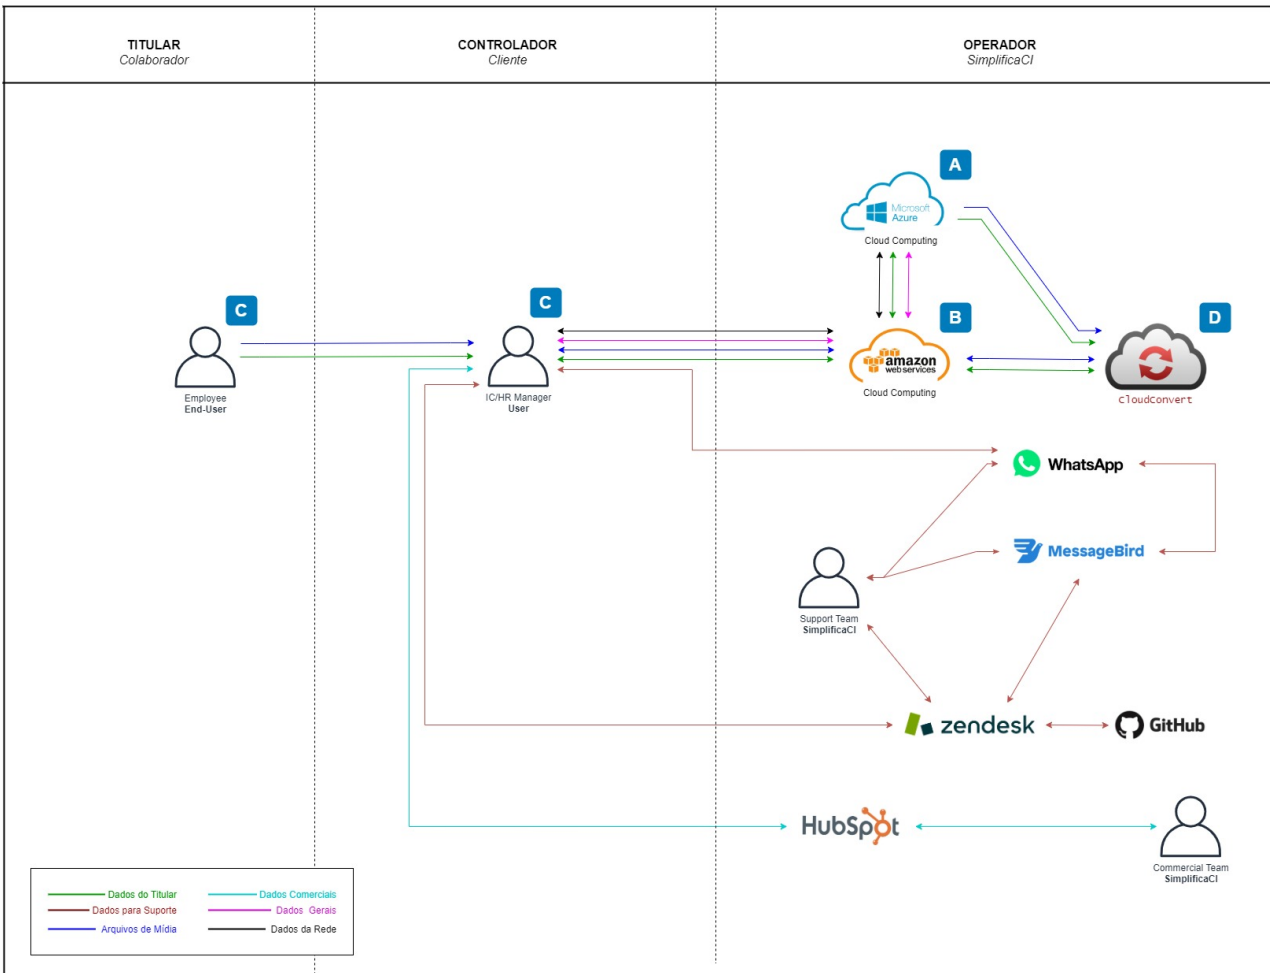 TITULAR
Colaborador
CONTROLADOR
Cliente
OPERADOR
SimplificaCI
A
Microsoft
Azure
Cloud Computing
C
C
B
D
amazon
webservices
Cloud Computing
cloudconvert
Employee
End-User
IC/HR Manager
User
WhatsApp
MessageBird
Support Team
SimplificaCI
zendesk
GitHub
HubSpot
Commercial Team
SimplificaCI
Dados do Titular
Dados Comerciais
Dados para Suporte
Dados Gerais
Arquivos de Mídia
Dados da Rede